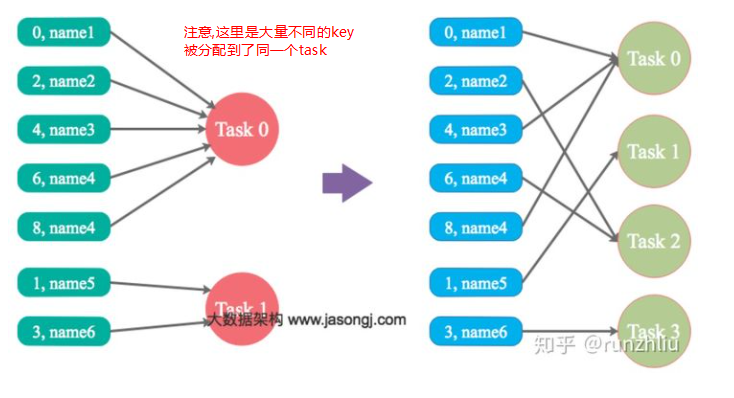 注意,这里是大量不同的key
被分配到了同一个task
0, name1
2, name2
4, name3
6, name4
8, name4
1, name5
3, name6
Task 0
Task 1
大数据架构 www.jasongj.com
0, name1
2, name2
4, name3
6, name4
8, name4
1, name5
3, name6
Task 0
Task 1
Task 2
Task 3
知乎 @runzhliu